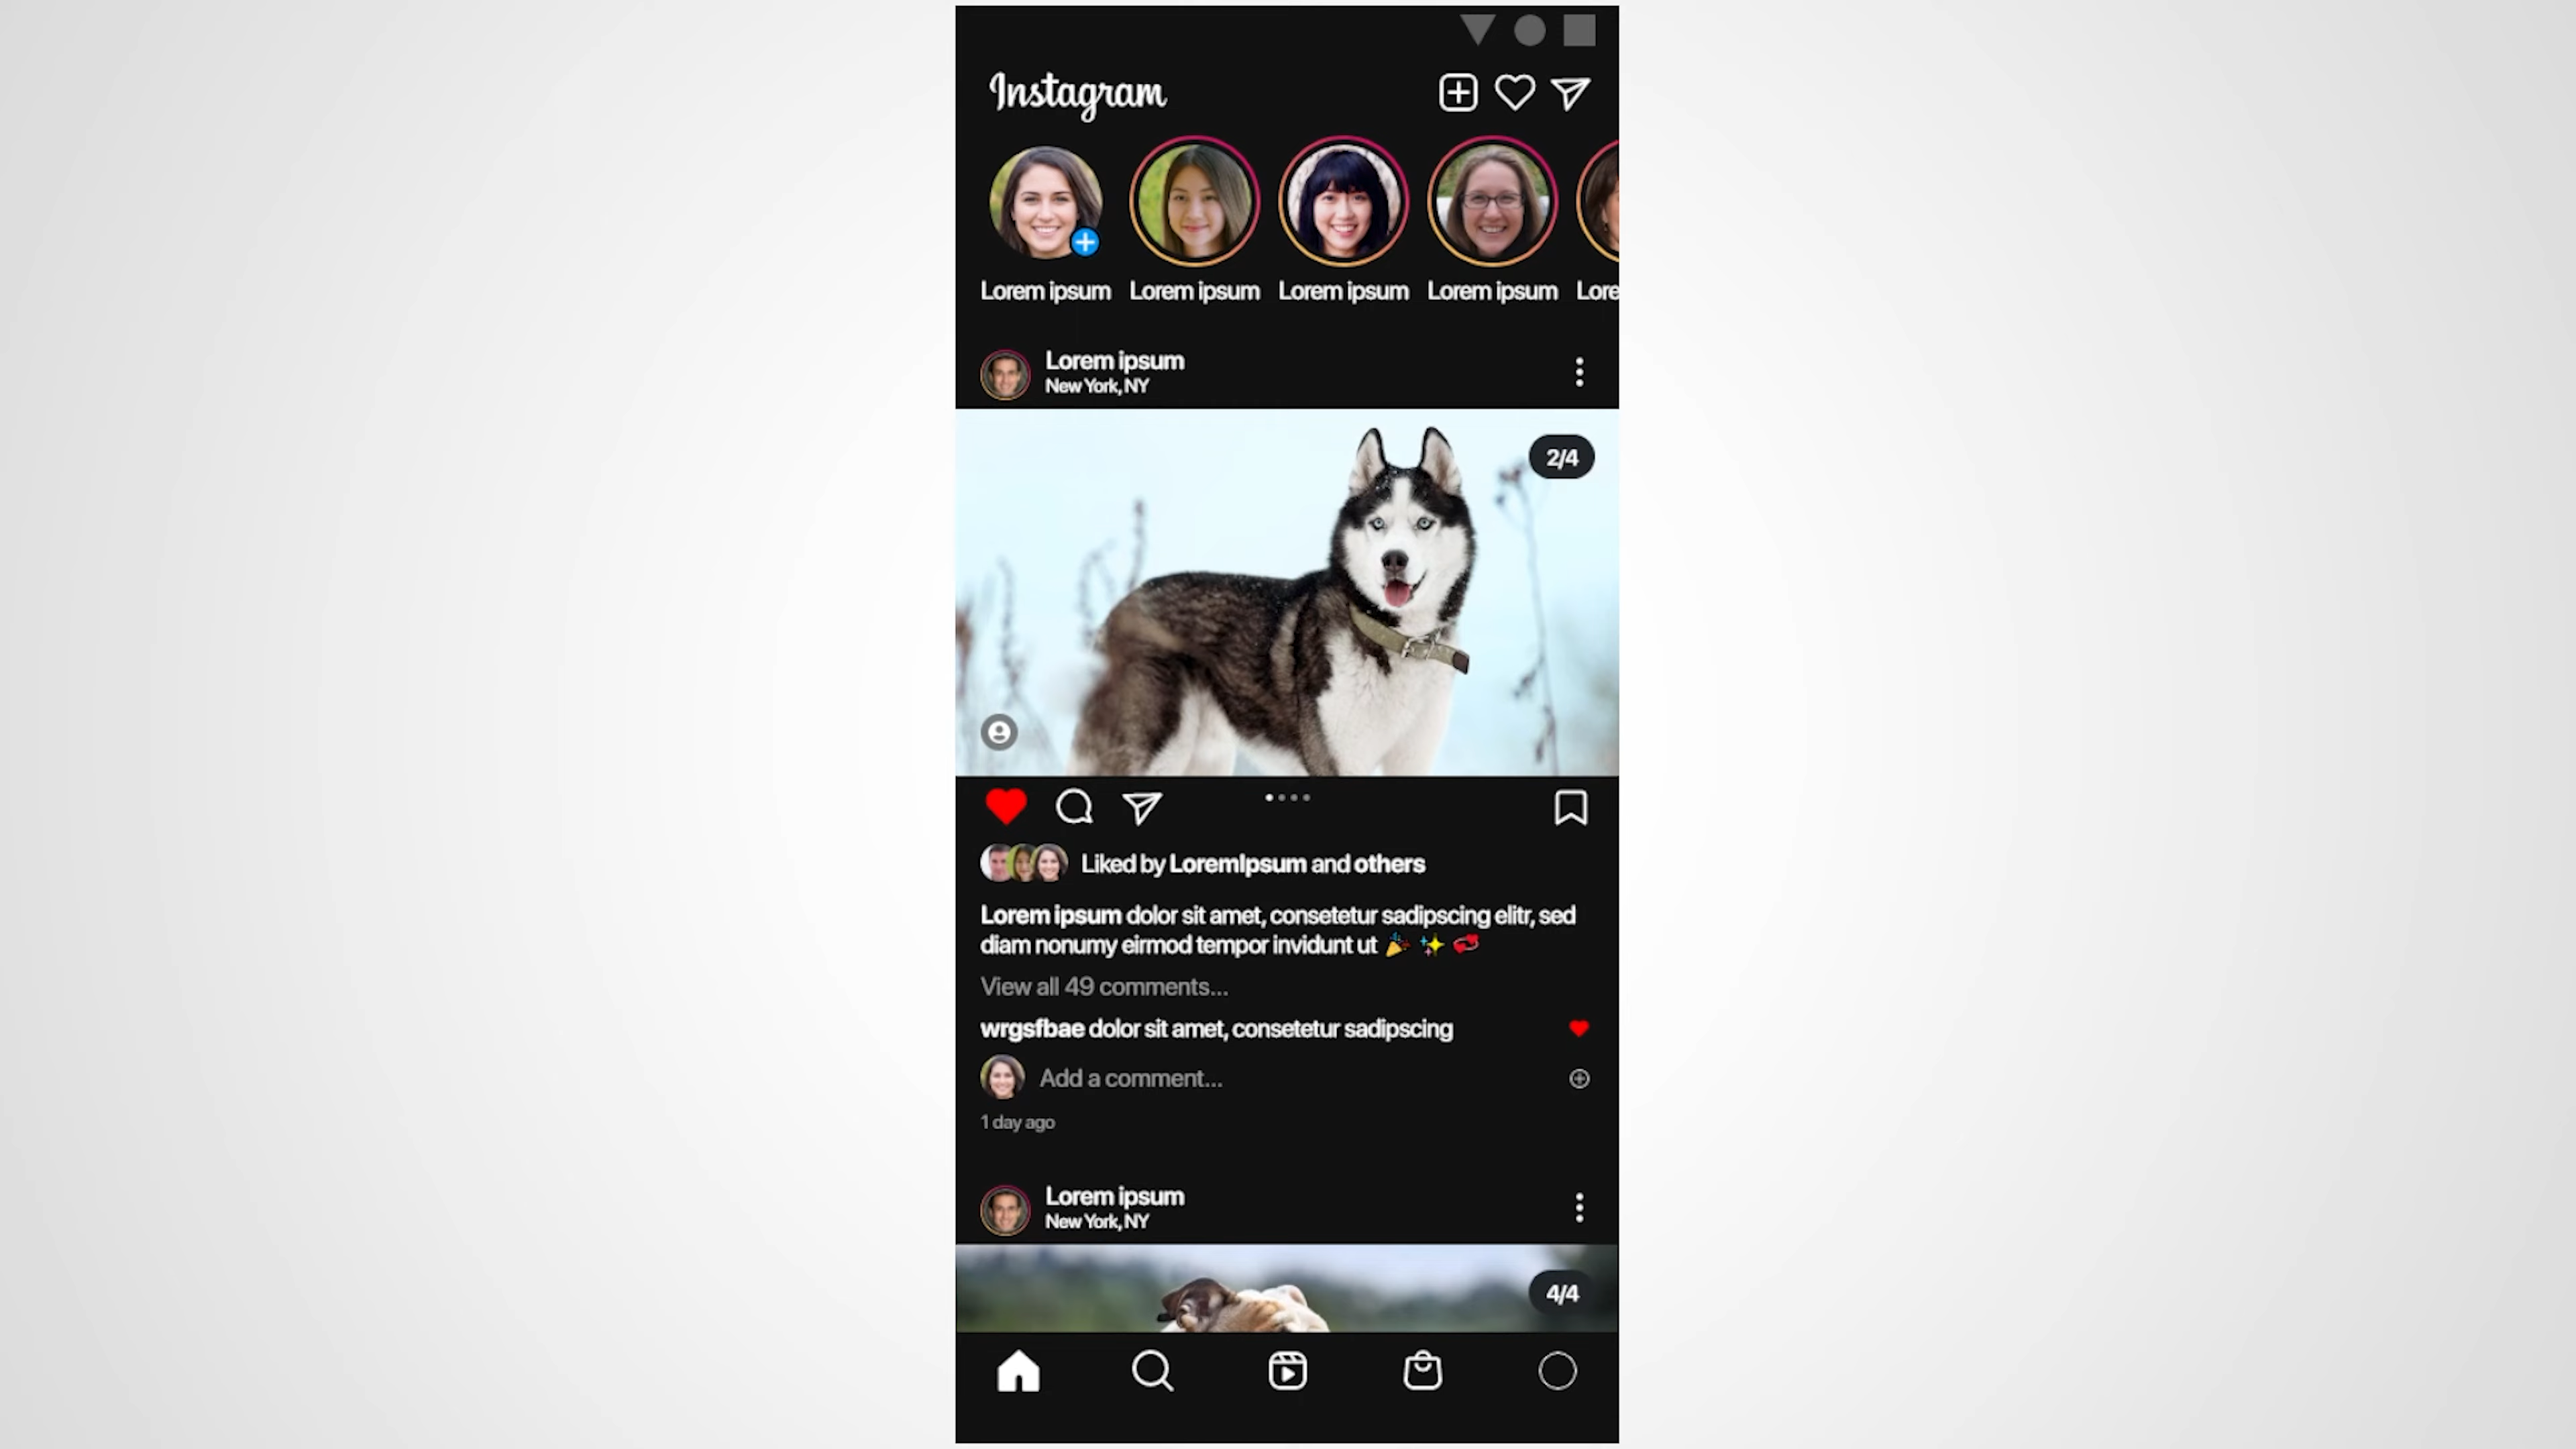 Instagram
Lorem ipsum Lorem ipsum Lorem ipsum Lorem ipsum Lore
Lorem ipsum
New York, NY
2/4
Liked by LoremIpsum and others
Lorem ipsum dolor sit amet, consetetur sadipscing elitr, sed
diam nonumy eirmod tempor invidunt ut 🎉 ✨ 💞
View all 49 comments...
wrgsfbae dolor sit amet, consetetur sadipscing
Add a comment...
1 day ago
Lorem ipsum
New York, NY
4/4